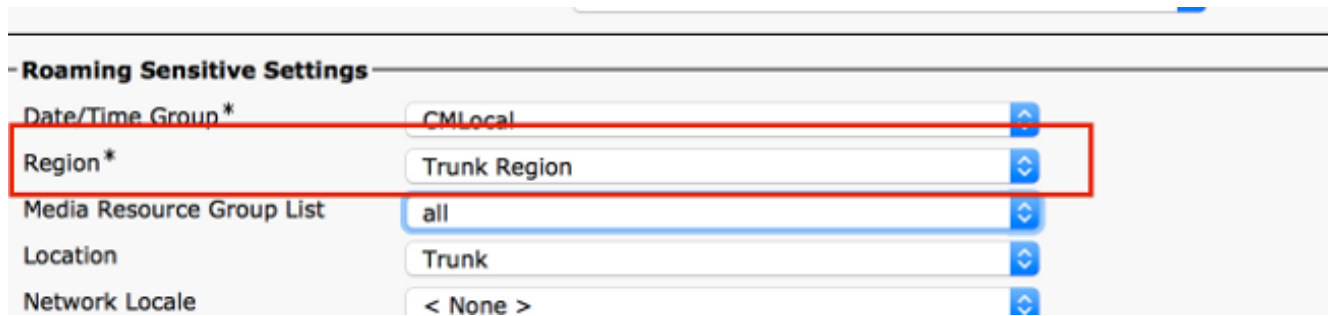 Roaming Sensitive Settings
Date/Time Group* CMLocal
Region* Trunk Region
Media Resource Group List all
Location Trunk
Network Locale < None >